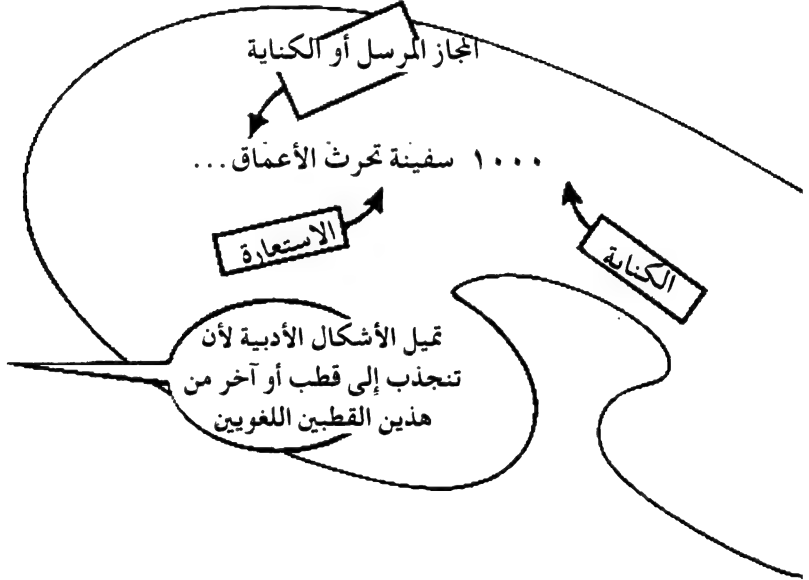 المجاز المرسل أو الكناية
١٠٠٠ سفينة تحرث الأعماق...
الاستعارة
الكناية
تميل الأشكال الأدبية لأن
تنجذب إلى قطب أو آخر من
هذين القطبين اللغويين